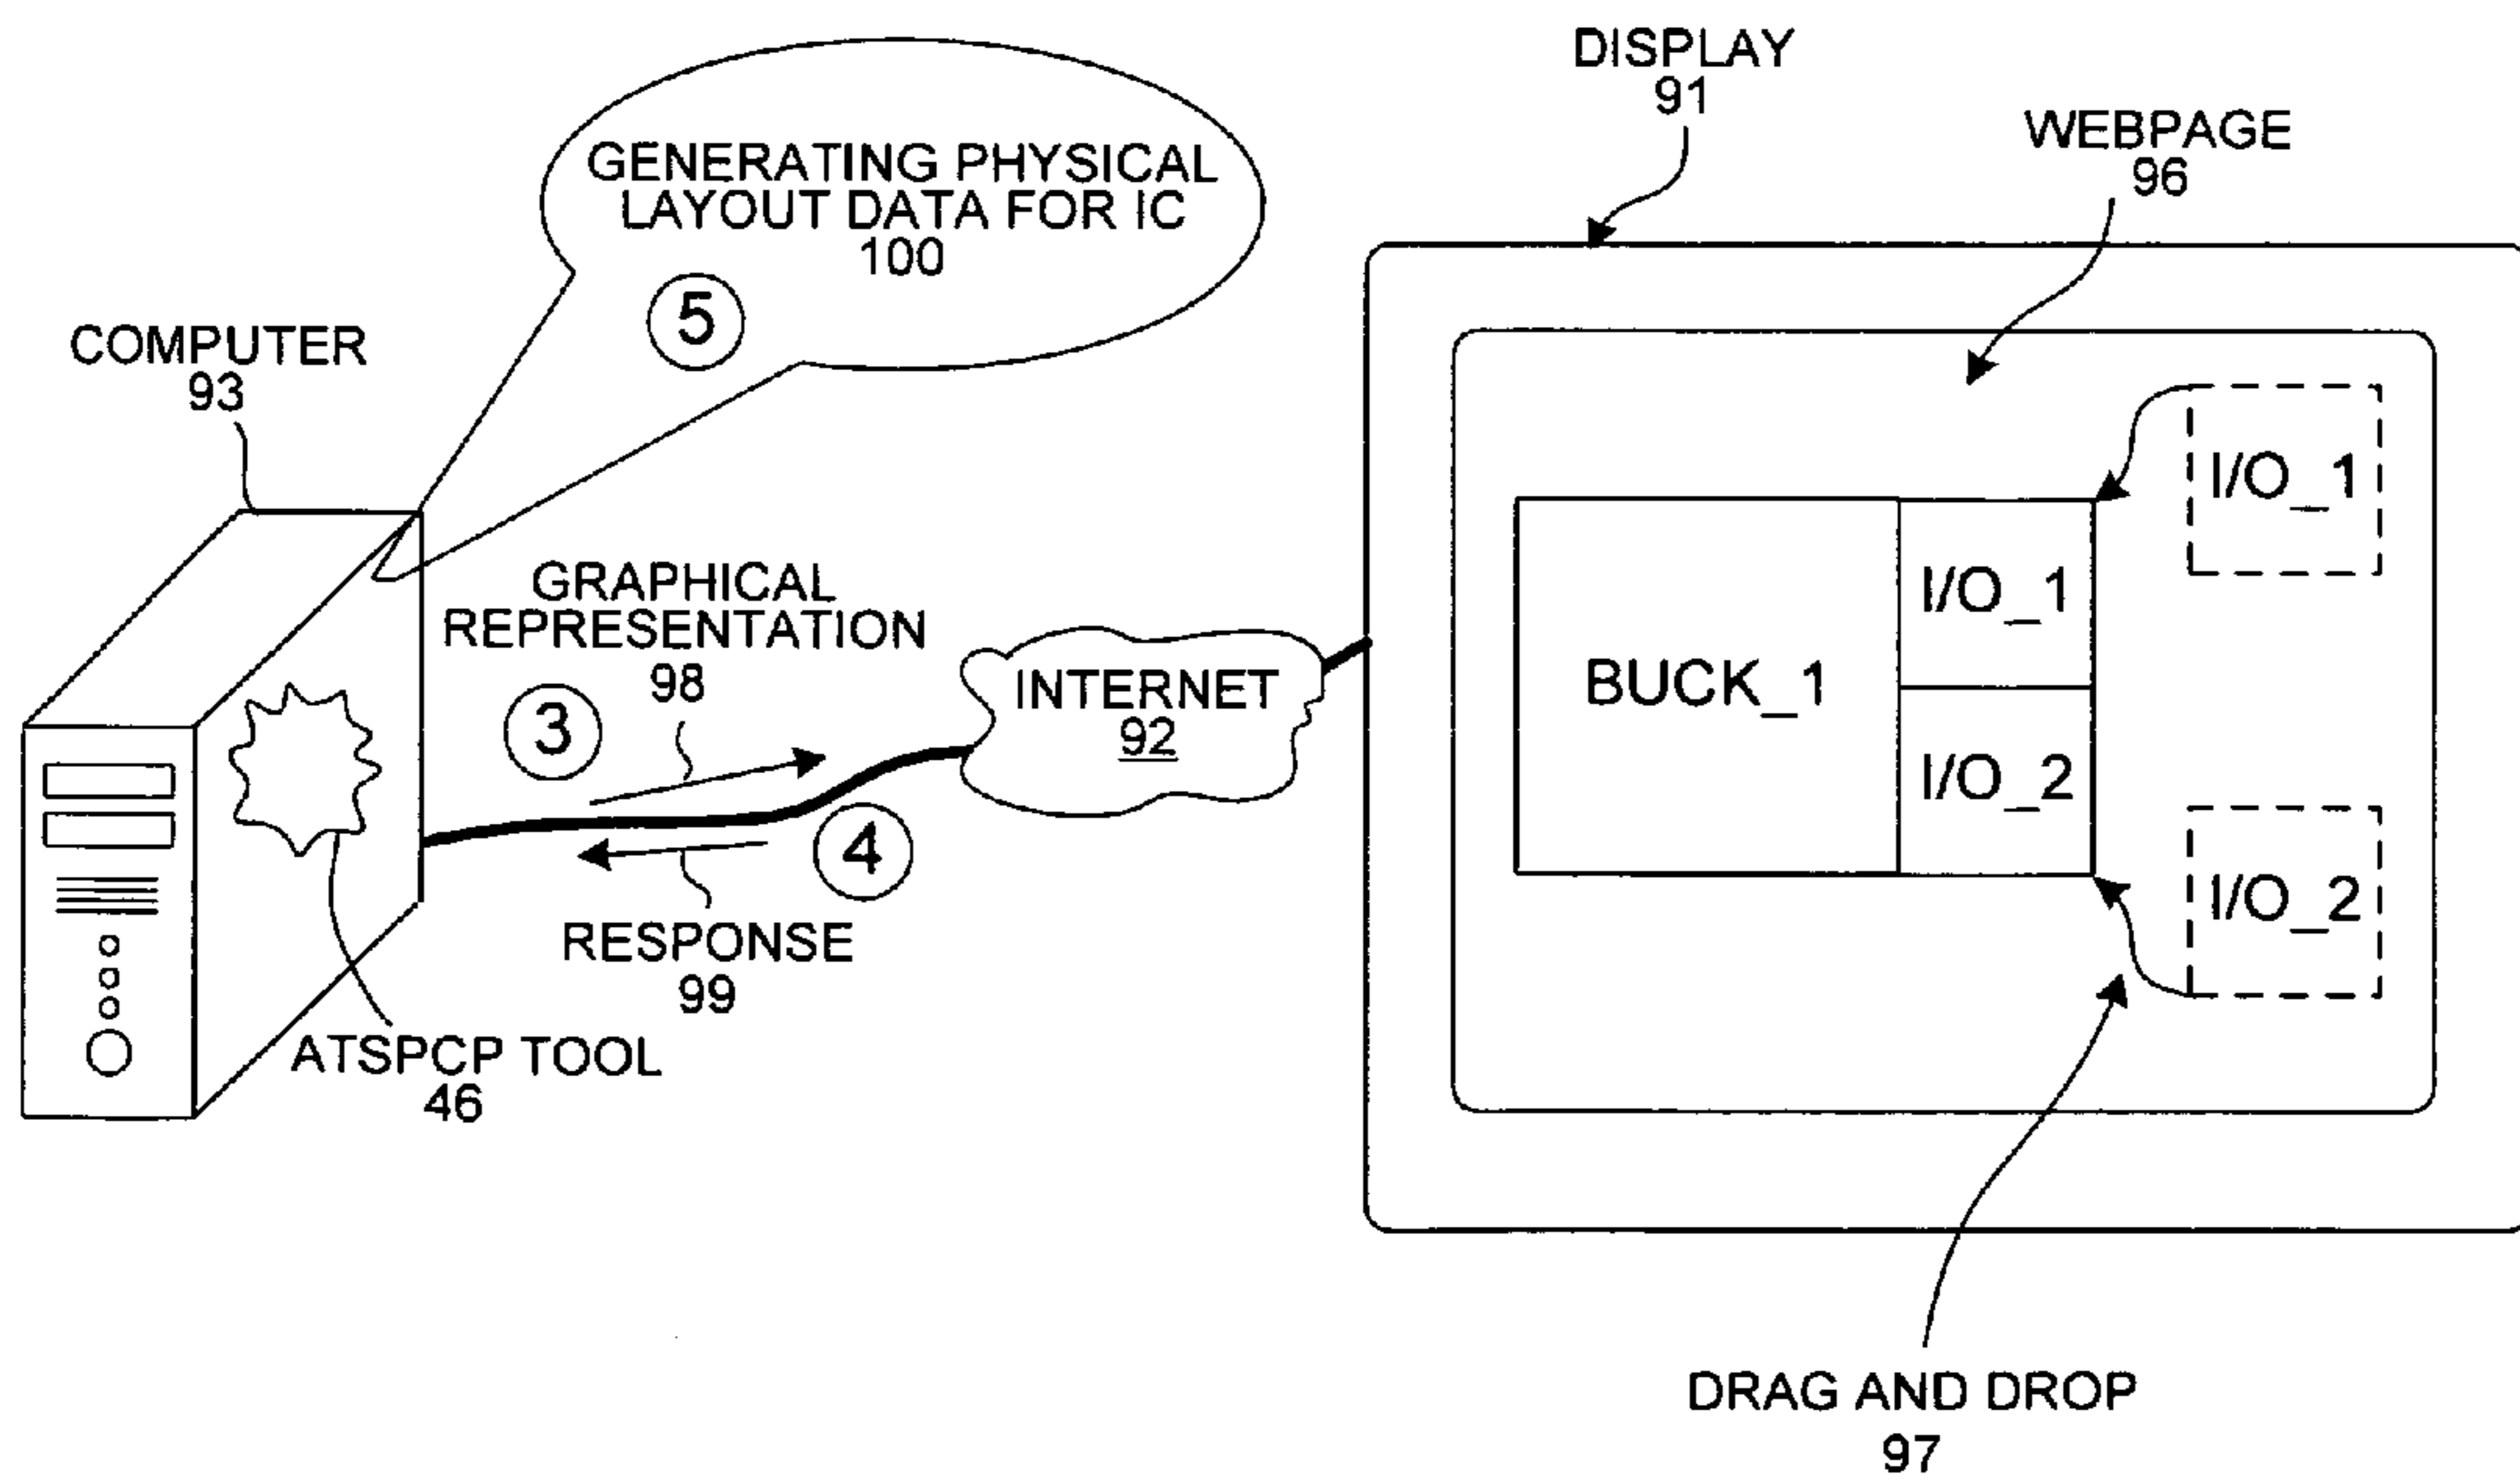 DISPLAY
91
WEBPAGE
96
GENERATING PHYSICAL
LAYOUT DATA FOR IC
100
5
COMPUTER
93
GRAPHICAL
REPRESENTATION
98
3
INTERNET
92
4
RESPONSE
99
ATSPCP TOOL
46
BUCK_1
I/O_1
I/O_2
I/O_1
I/O_2
DRAG AND DROP
97